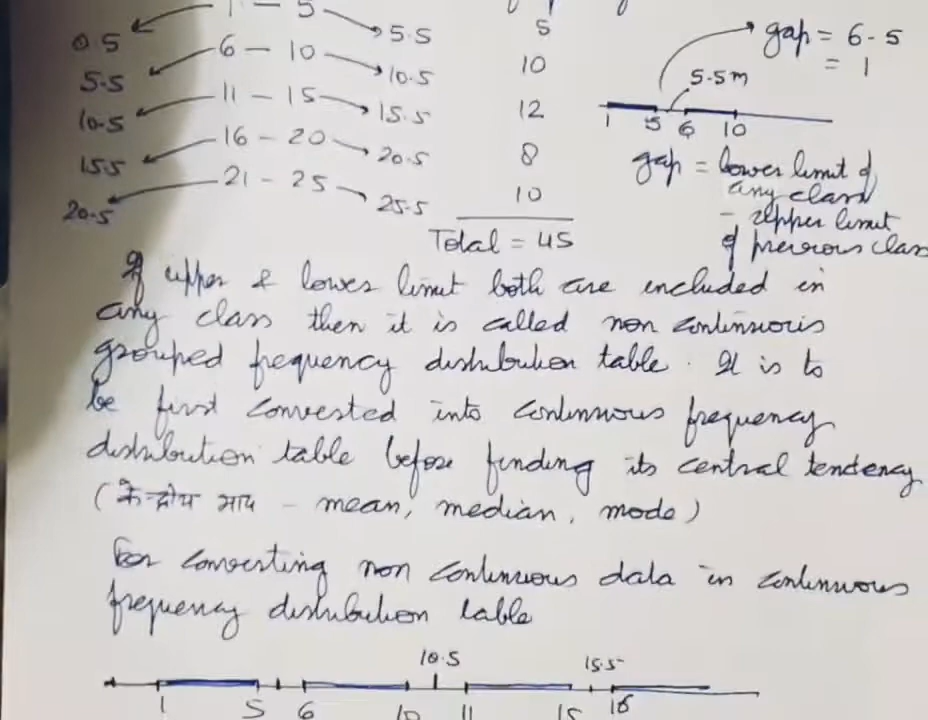 1 - 5
0.5 5.5 5
6 - 10
5.5 10.5 10
11 - 15
10.5 15.5 12
16 - 20
15.5 20.5 8
21 - 25
20.5 25.5 10
Total = 45
gap = 6 - 5
= 1
5.5m
1 5 6 10
gap = lower limit of
any class
- upper limit
of previous class
If upper & lower limit both are included in
any class then it is called non continuous
grouped frequency distribution table. It is to
be first converted into continuous frequency
distribution table before finding its central tendency
( केन्द्रीय माप - mean, median, mode )
For converting non continuous data in continuous
frequency distribution table
10.5 15.5
1 5 6 10 11 15 16